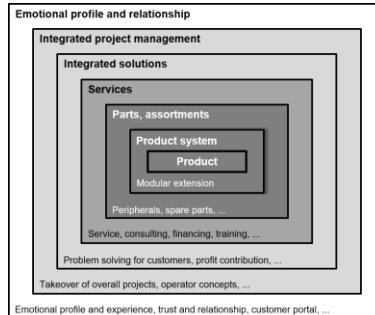 Emotional profile and relationship
Integrated project management
Integrated solutions
Services
Parts, assortments
Product system
Product
Modular extension
Peripherals, spare parts, ...
Service, consulting, financing, training, ...
Problem solving for customers, profit contribution, ...
Takeover of overall projects, operator concepts, ...
Emotional profile and experience, trust and relationship, customer portal, ...